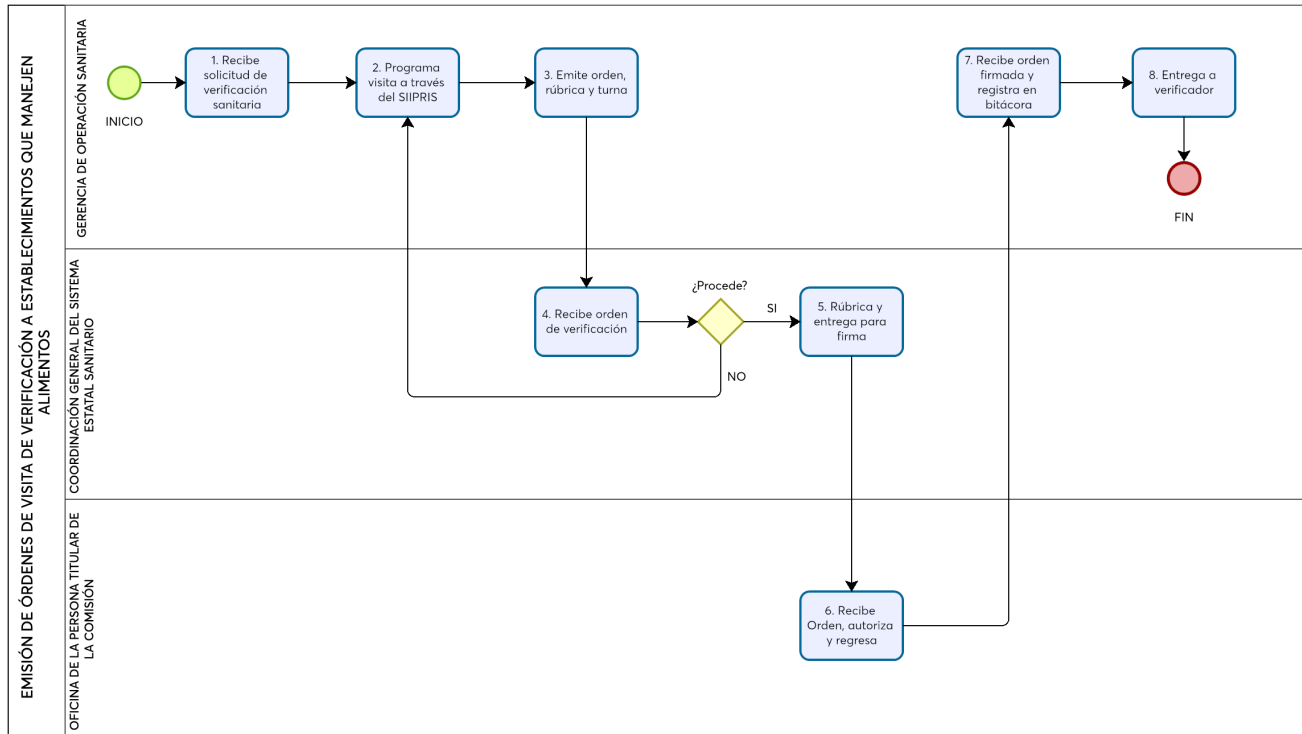 EMISIÓN DE ÓRDENES DE VISITA DE VERIFICACIÓN A ESTABLECIMIENTOS QUE MANEJEN
ALIMENTOS
GERENCIA DE OPERACIÓN SANITARIA
INICIO
1. Recibe
solicitud de
verificación
sanitaria
2. Programa
visita a través
del SIIPRIS
3. Emite orden,
rúbrica y turna
7. Recibe orden
firmada y
registra en
bitácora
8. Entrega a
verificador
FIN
COORDINACIÓN GENERAL DEL SISTEMA
ESTATAL SANITARIO
4. Recibe orden
de verificación
¿Procede?
SI
NO
5. Rúbrica y
entrega para
firma
OFICINA DE LA PERSONA TITULAR DE
LA COMISIÓN
6. Recibe
Orden, autoriza
y regresa